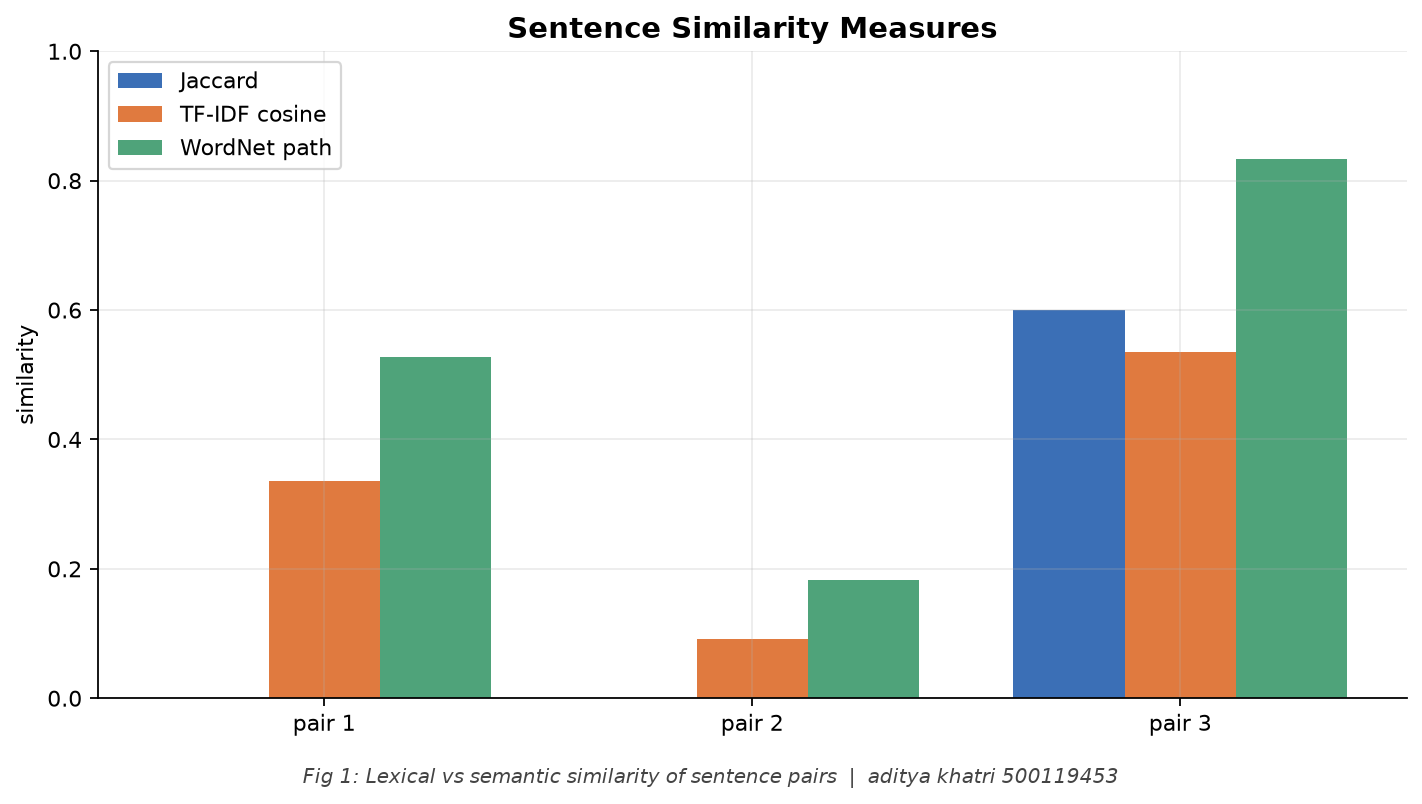 Sentence Similarity Measures
1.0
0.8
0.6
0.4
0.2
0.0
similarity
Jaccard
TF-IDF cosine
WordNet path
pair 1
pair 2
pair 3
Fig 1: Lexical vs semantic similarity of sentence pairs | aditya khatri 500119453